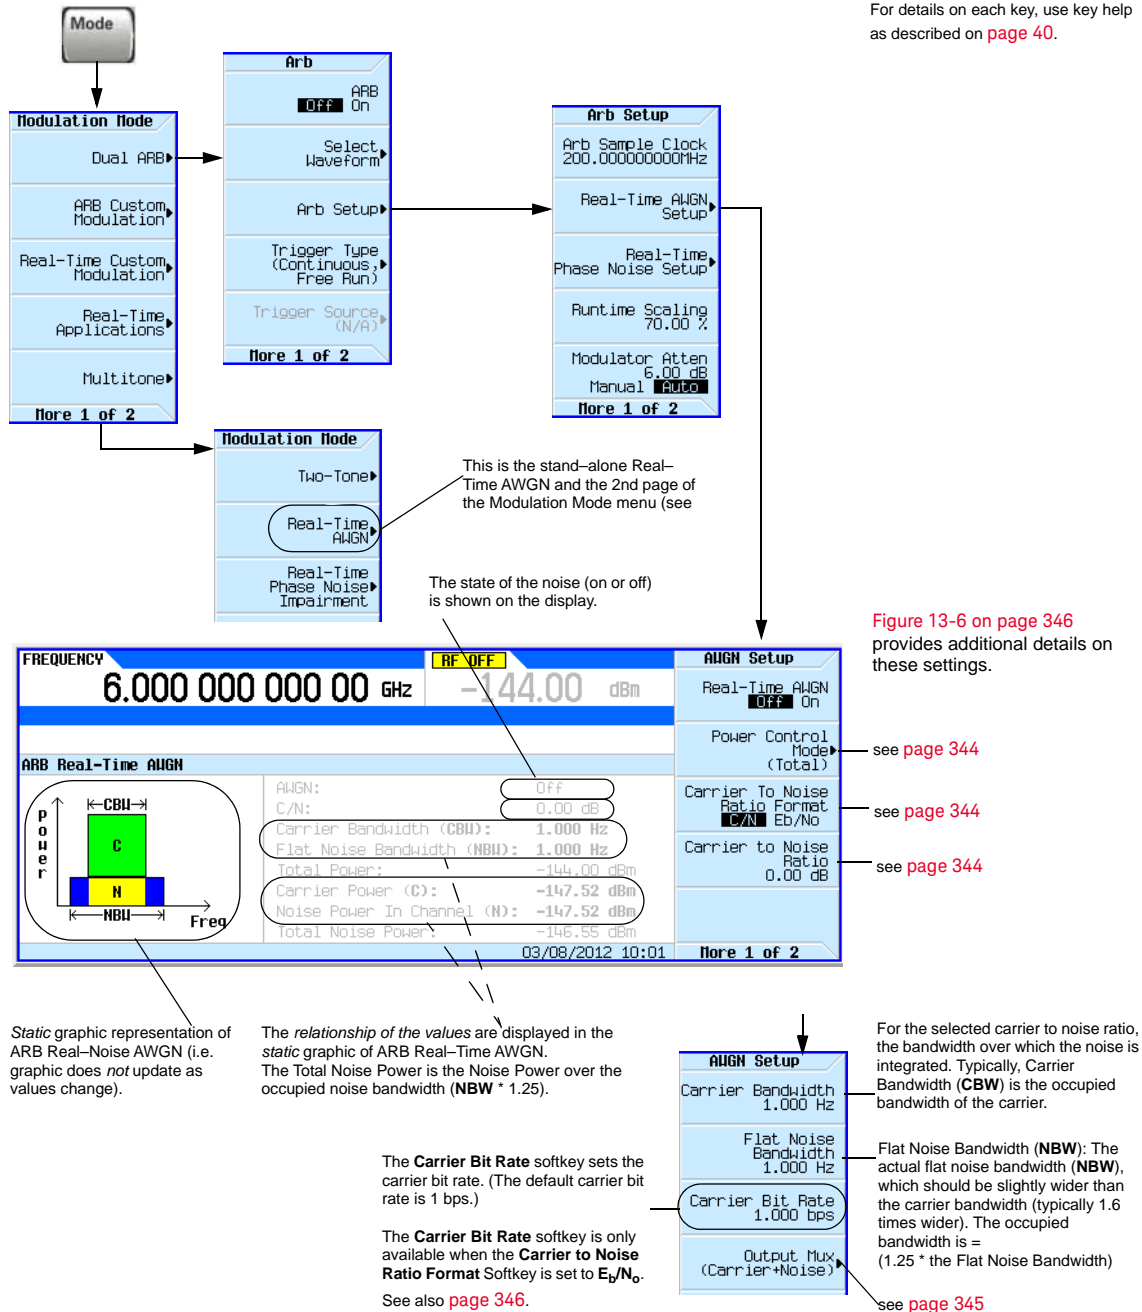 For details on each key, use key help
as described on page 40.
Mode
Modulation Mode
Dual ARB
ARB Custom
Modulation
Real-Time Custom
Modulation
Real-Time
Applications
Multitone
More 1 of 2
Arb
ARB
Off On
Select
Waveform
Arb Setup
Trigger Type
(Continuous,
Free Run)
Trigger Source
(N/A)
More 1 of 2
Arb Setup
Arb Sample Clock
200.000000000MHz
Real-Time AWGN
Setup
Real-Time
Phase Noise Setup
Runtime Scaling
70.00 %
Modulator Atten
6.00 dB
Manual Auto
More 1 of 2
Modulation Mode
Two-Tone
Real-Time
AWGN
Real-Time
Phase Noise
Impairment
This is the stand–alone Real–
Time AWGN and the 2nd page of
the Modulation Mode menu (see
The state of the noise (on or off)
is shown on the display.
Figure 13-6 on page 346
provides additional details on
these settings.
FREQUENCY
6.000 000 000 00 GHz
RF OFF
-144.00 dBm
ARB Real-Time AWGN
Power
CBW
C
N
NBW
Freq
AWGN: Off
C/N: 0.00 dB
Carrier Bandwidth (CBW): 1.000 Hz
Flat Noise Bandwidth (NBW): 1.000 Hz
Total Power: -144.00 dBm
Carrier Power (C): -147.52 dBm
Noise Power In Channel (N): -147.52 dBm
Total Noise Power: -146.55 dBm
03/08/2012 10:01
AWGN Setup
Real-Time AWGN
Off On
Power Control
Mode
(Total)
Carrier To Noise
Ratio Format
C/N Eb/No
Carrier to Noise
Ratio
0.00 dB
More 1 of 2
see page 344
see page 344
see page 344
Static graphic representation of
ARB Real–Noise AWGN (i.e.
graphic does not update as
values change).
The relationship of the values are displayed in the
static graphic of ARB Real–Time AWGN.
The Total Noise Power is the Noise Power over the
occupied noise bandwidth (NBW * 1.25).
AWGN Setup
Carrier Bandwidth
1.000 Hz
Flat Noise
Bandwidth
1.000 Hz
Carrier Bit Rate
1.000 bps
Output Mux
(Carrier+Noise)
For the selected carrier to noise ratio,
the bandwidth over which the noise is
integrated. Typically, Carrier
Bandwidth (CBW) is the occupied
bandwidth of the carrier.
Flat Noise Bandwidth (NBW): The
actual flat noise bandwidth (NBW),
which should be slightly wider than
the carrier bandwidth (typically 1.6
times wider). The occupied
bandwidth is =
(1.25 * the Flat Noise Bandwidth)
see page 345
The Carrier Bit Rate softkey sets the
carrier bit rate. (The default carrier bit
rate is 1 bps.)
The Carrier Bit Rate softkey is only
available when the Carrier to Noise
Ratio Format Softkey is set to Eb/No.
See also page 346.